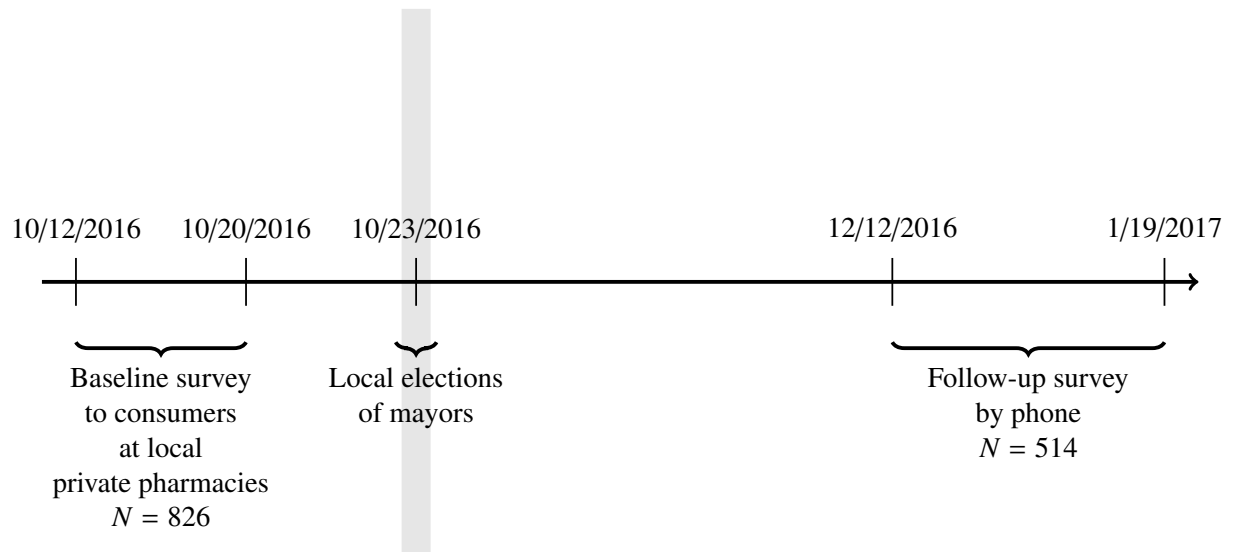 10/12/2016 10/20/2016 10/23/2016 12/12/2016 1/19/2017
Baseline survey
to consumers
at local
private pharmacies
N = 826
Local elections
of mayors
Follow-up survey
by phone
N = 514